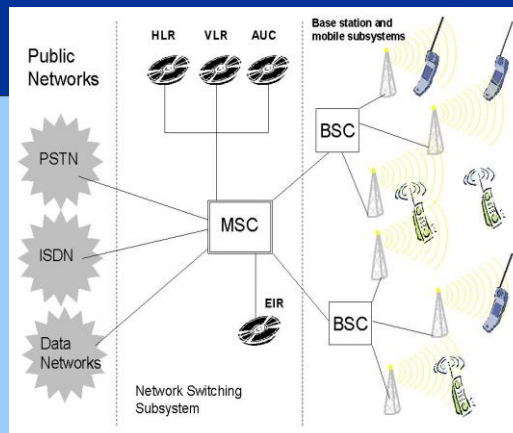 Public
Networks
PSTN
ISDN
Data
Networks
HLR VLR AUC
MSC
EIR
Network Switching
Subsystem
Base station and
mobile subsystems
BSC
BSC